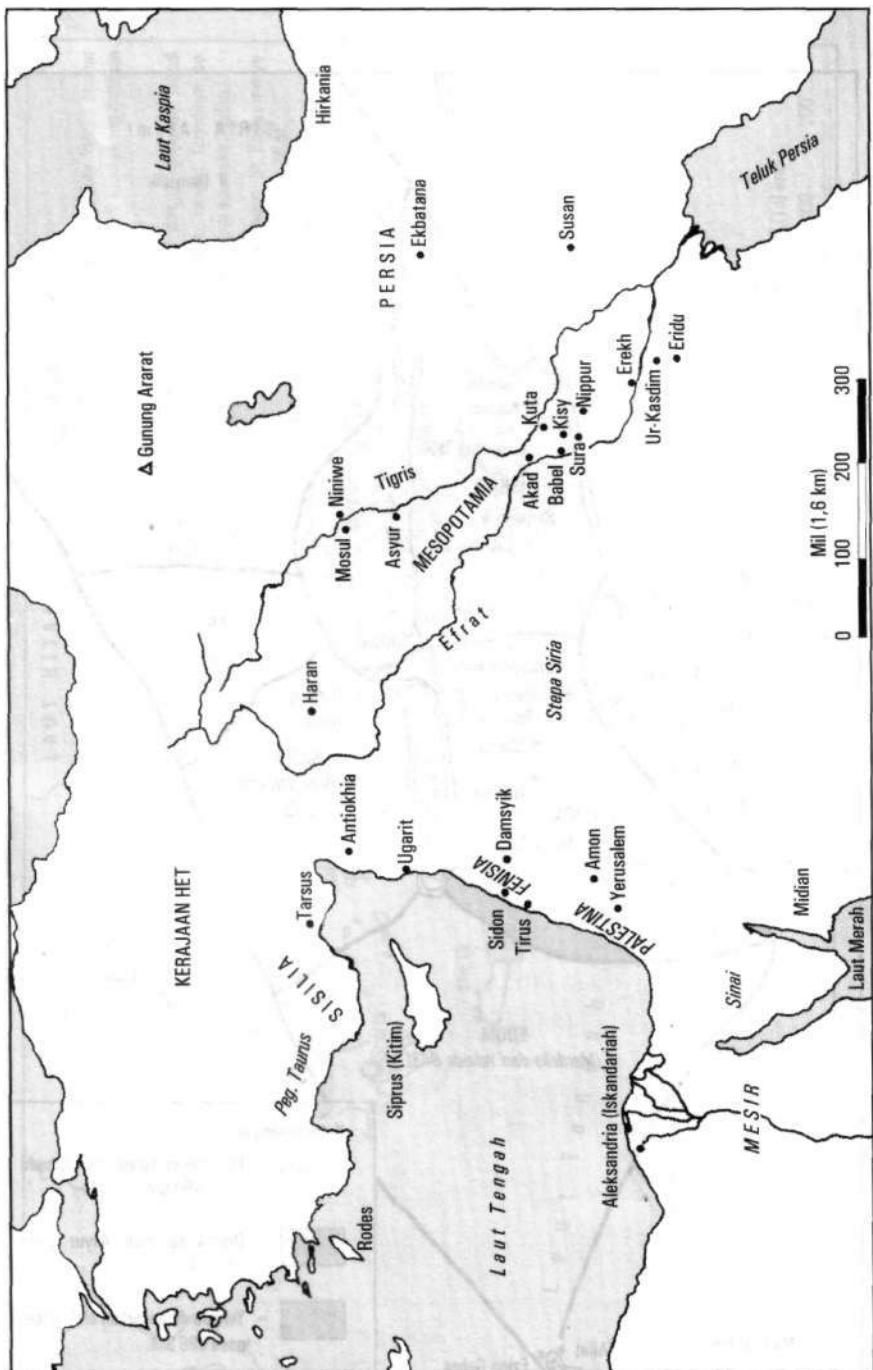 Laut Kaspia
Hirkania
Gunung Ararat
PERSIA
Ekbatana
Susan
Teluk Persia
KERAJAAN HET
Haran
Mosul
Niniwe
Tigris
Asyur
MESOPOTAMIA
Efrat
Akad
Kuta
Babel
Kisy
Sura
Nippur
Erekh
Ur-Kasdim
Eridu
Stepa Siria
Tarsus
SISILIA
Peg. Taurus
Antiokhia
Ugarit
Siprus (Kitim)
Rodes
Laut Tengah
FENISIA
Damsyik
Sidon
Tirus
PALESTINA
Amon
Yerusalem
Aleksandria (Iskandariah)
MESIR
Sinai
Midian
Laut Merah
0 100 200 300
Mil (1,6 km)